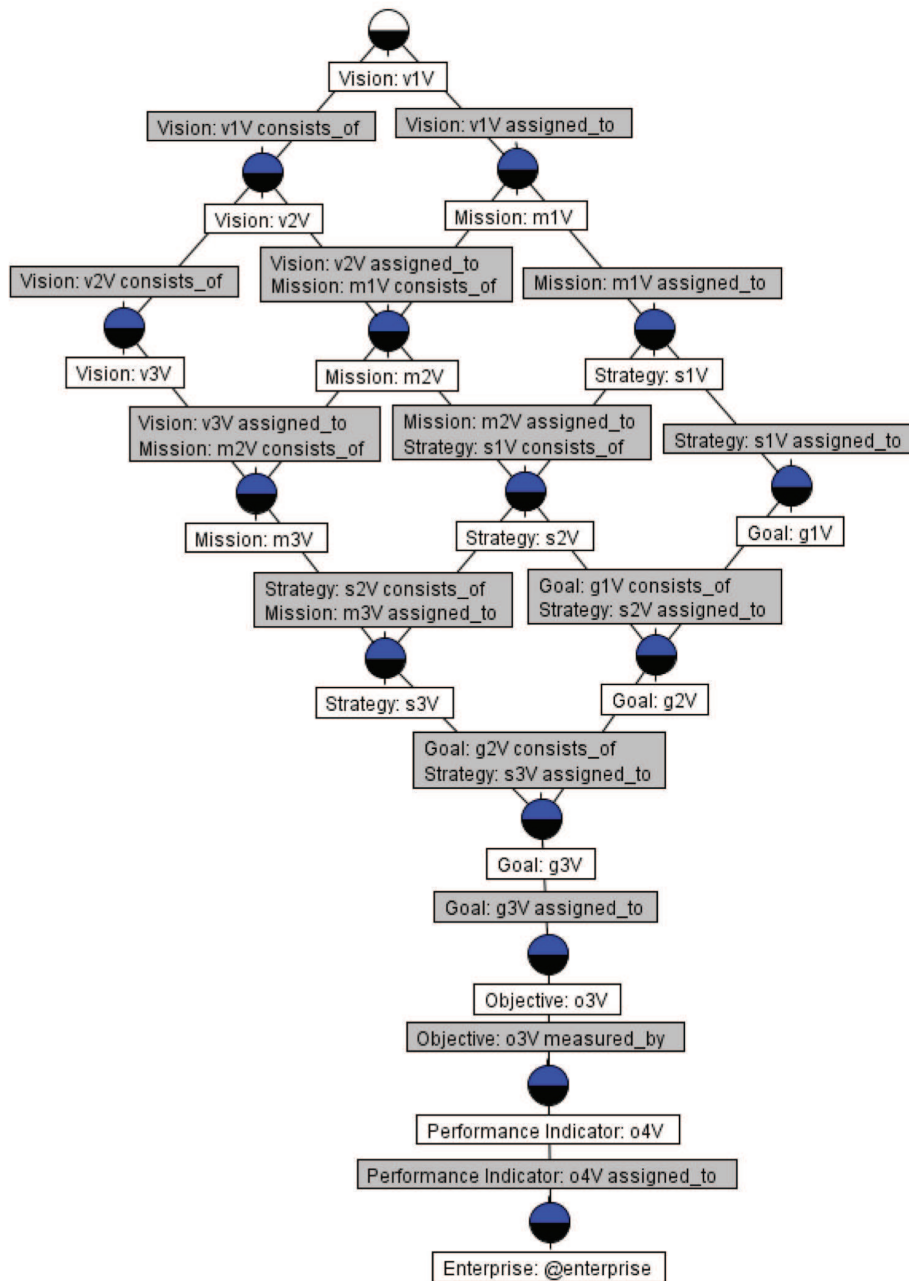 Vision: v1V
Vision: v1V consists_of
Vision: v1V assigned_to
Vision: v2V
Mission: m1V
Vision: v2V consists_of
Vision: v2V assigned_to
Mission: m1V consists_of
Mission: m1V assigned_to
Vision: v3V
Mission: m2V
Strategy: s1V
Vision: v3V assigned_to
Mission: m2V consists_of
Mission: m2V assigned_to
Strategy: s1V consists_of
Strategy: s1V assigned_to
Mission: m3V
Strategy: s2V
Goal: g1V
Strategy: s2V consists_of
Mission: m3V assigned_to
Goal: g1V consists_of
Strategy: s2V assigned_to
Strategy: s3V
Goal: g2V
Goal: g2V consists_of
Strategy: s3V assigned_to
Goal: g3V
Goal: g3V assigned_to
Objective: o3V
Objective: o3V measured_by
Performance Indicator: o4V
Performance Indicator: o4V assigned_to
Enterprise: @enterprise